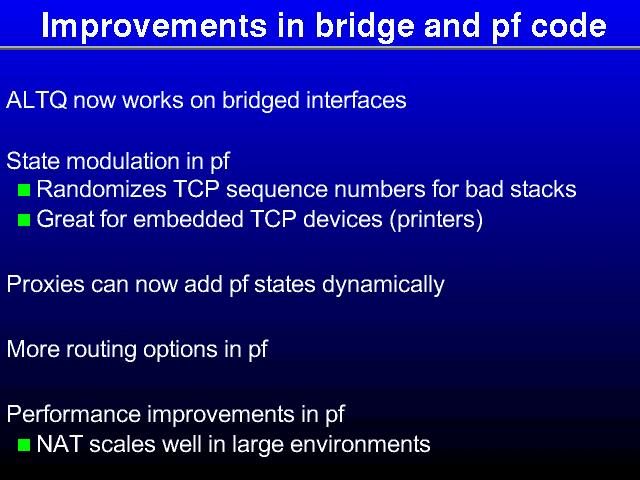 Improvements in bridge and pf code
ALTQ now works on bridged interfaces
State modulation in pf
Randomizes TCP sequence numbers for bad stacks
Great for embedded TCP devices (printers)
Proxies can now add pf states dynamically
More routing options in pf
Performance improvements in pf
NAT scales well in large environments